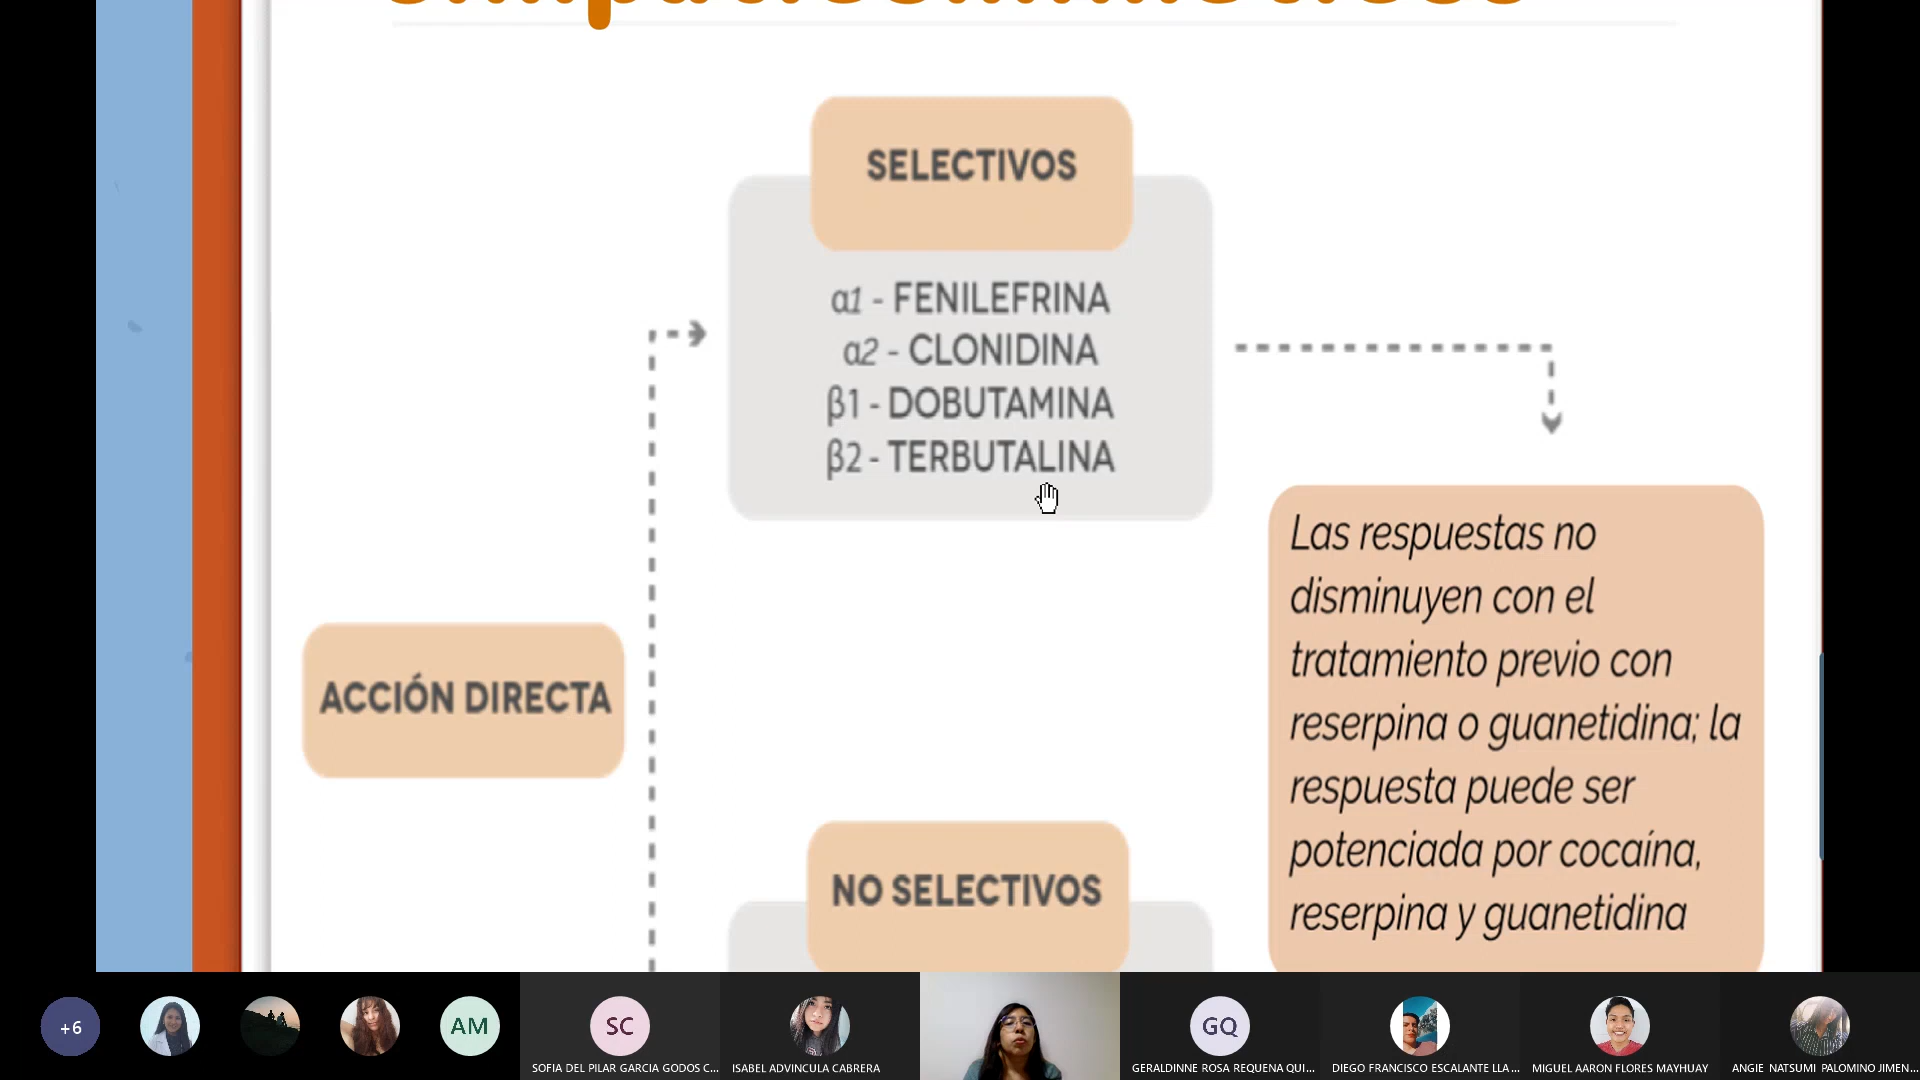 SELECTIVOS
α1 - FENILEFRINA
α2 - CLONIDINA
β1 - DOBUTAMINA
β2 - TERBUTALINA
Las respuestas no
disminuyen con el
tratamiento previo con
reserpina o guanetidina; la
respuesta puede ser
potenciada por cocaína,
reserpina y guanetidina
ACCIÓN DIRECTA
NO SELECTIVOS
+6
AM
SC
GQ
SOFIA DEL PILAR GARCIA GODOS C...
ISABEL ADVINCULA CABRERA
GERALDINNE ROSA REQUENA QUI...
DIEGO FRANCISCO ESCALANTE LLA...
MIGUEL AARON FLORES MAYHUAY
ANGIE NATSUMI PALOMINO JIMEN...